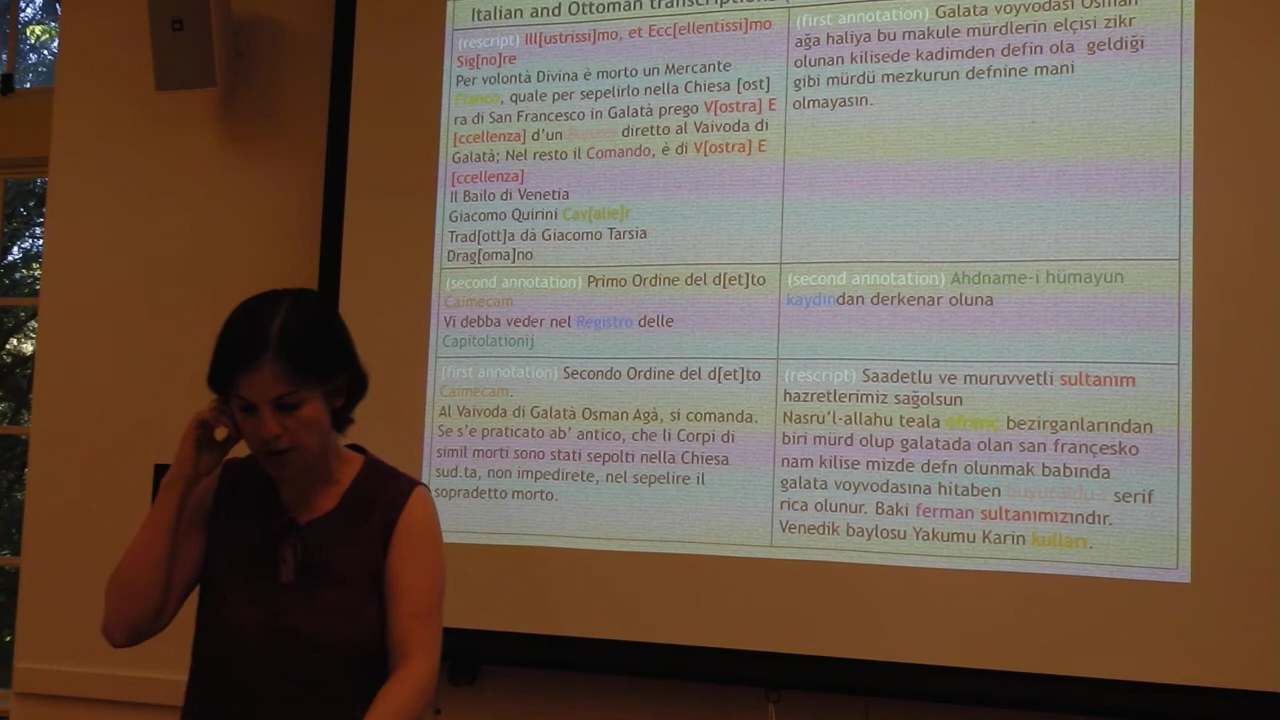 Italian and Ottoman transcriptions
(rescript) Ill[ustrissi]mo, et Ecc[ellentissi]mo
Sig[no]re
Per volontà Divina è morto un Mercante
Franco, quale per sepelirlo nella Chiesa [ost]
ra di San Francesco in Galatà prego V[ostra] E
[ccellenza] d'un diretto al Vaivoda di
Galatà; Nel resto il Comando, è di V[ostra] E
[ccellenza]
Il Bailo di Venetia
Giacomo Quirini Cav[alie]r
Trad[ott]a dà Giacomo Tarsia
Drag[oma]no
(first annotation) Galata voyvodası Osman
ağa haliya bu makule mürdlerin elçisi zikr
olunan kilisede kadimden defin ola geldiği
gibi mürdü mezkurun defnine mani
olmayasın.
(second annotation) Primo Ordine del d[et]to
Caimecam
Vi debba veder nel Registro delle
Capitolationij
(second annotation) Ahdname-i hümayun
kaydından derkenar oluna
(first annotation) Secondo Ordine del d[et]to
Caimecam.
Al Vaivoda di Galatà Osman Agà, si comanda.
Se s'e praticato ab' antico, che li Corpi di
simil morti sono stati sepolti nella Chiesa
sud.ta, non impedirete, nel sepelire il
sopradetto morto.
(rescript) Saadetlu ve muruvvetli sultanım
hazretlerimiz sağolsun
Nasru'l-allahu teala bezirganlarından
biri mürd olup galatada olan san françesko
nam kilise mizde defn olunmak babında
galata voyvodasına hitaben serif
rica olunur. Baki ferman sultanımızındır.
Venedik baylosu Yakumu Karin kulları.